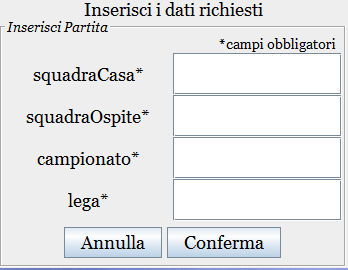 Inserisci i dati richiesti
Inserisci Partita
*campi obbligatori
squadraCasa*
squadraOspite*
campionato*
lega*
Annulla Conferma